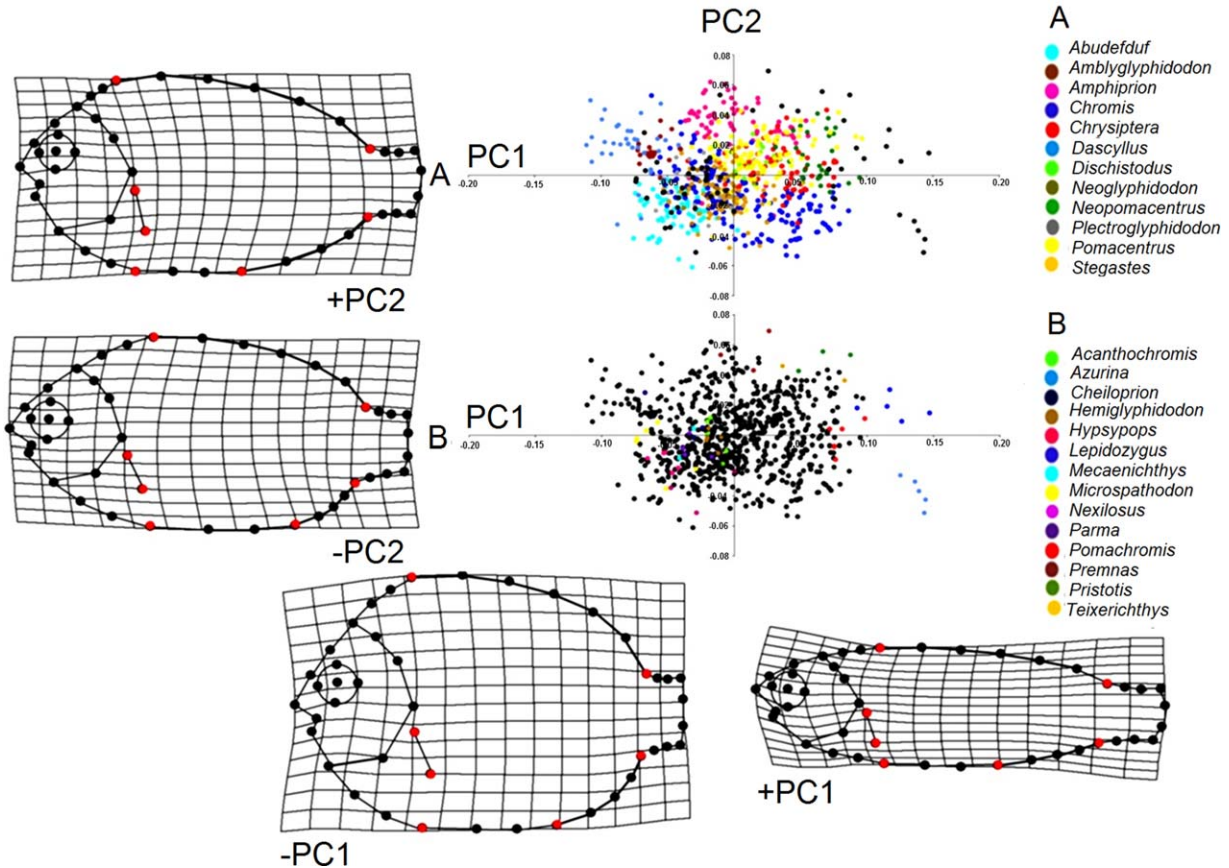 PC2
A
Abudefduf
Amblyglyphidodon
Amphiprion
Chromis
Chrysiptera
Dascyllus
Dischistodus
Neoglyphidodon
Neopomacentrus
Plectroglyphidodon
Pomacentrus
Stegastes
0.08
0.06
0.04
0.02
A
PC1
-0.20 -0.15 -0.10 0.05 0.10 0.15 0.20
-0.04
-0.06
-0.08
+PC2
B
Acanthochromis
Azurina
Cheiloprion
Hemiglyphidodon
Hypsypops
Lepidozygus
Mecaenichthys
Microspathodon
Nexilosus
Parma
Pomachromis
Premnas
Pristotis
Teixerichthys
0.08
0.06
0.04
B
PC1
-0.20 -0.15 -0.10 0.10 0.15 0.20
-0.06
-0.08
-PC2
-PC1
+PC1